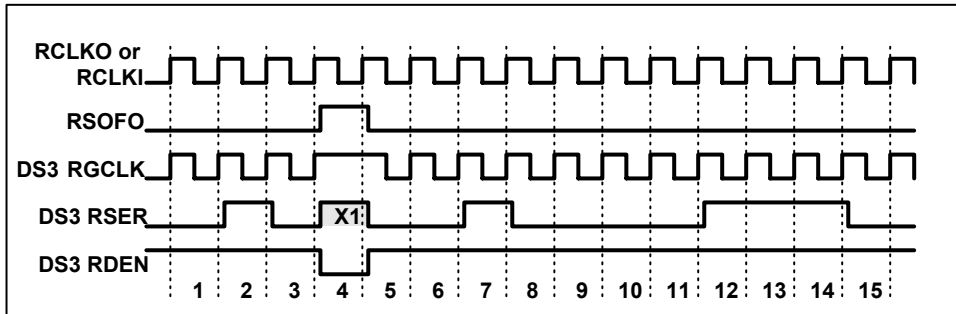 RCLKO or
RCLKI
RSOFO
DS3 RGCLK
DS3 RSER X1
DS3 RDEN
1 2 3 4 5 6 7 8 9 10 11 12 13 14 15